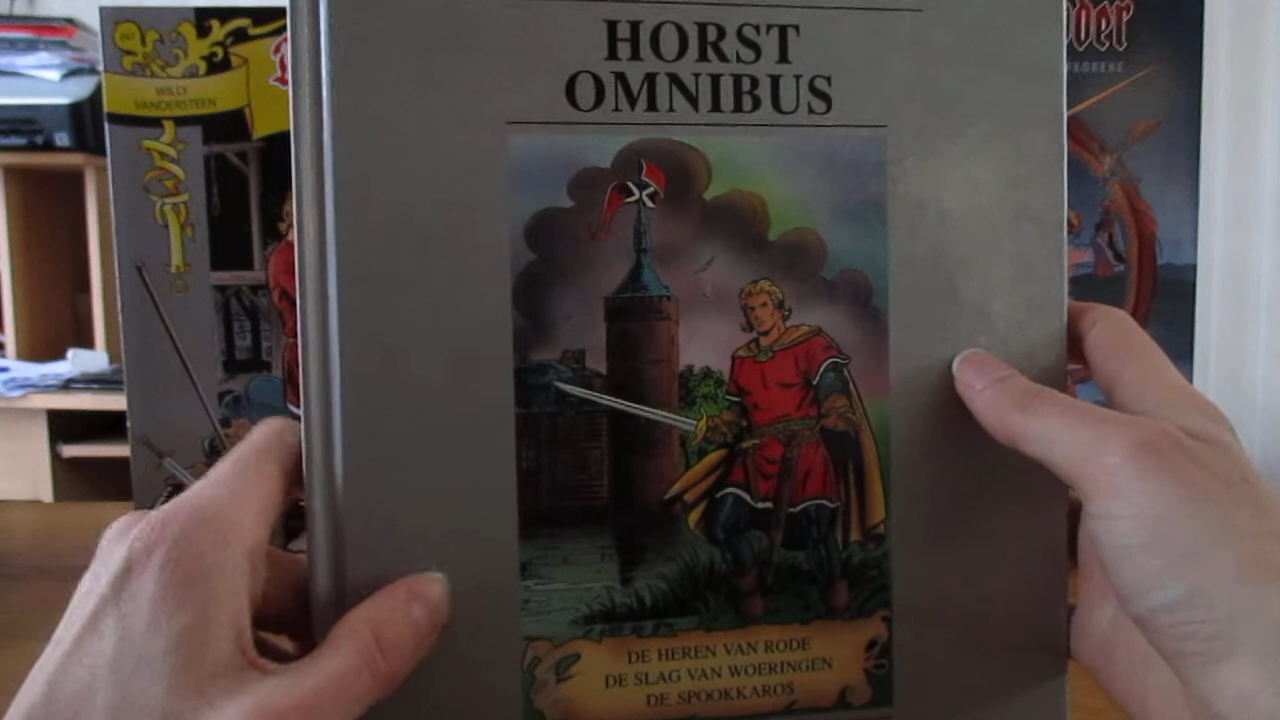 HORST
OMNIBUS
WILLY
VANDERSTEEN
DE HEREN VAN RODE
DE SLAG VAN WOERINGEN
DE SPOOKKAROS